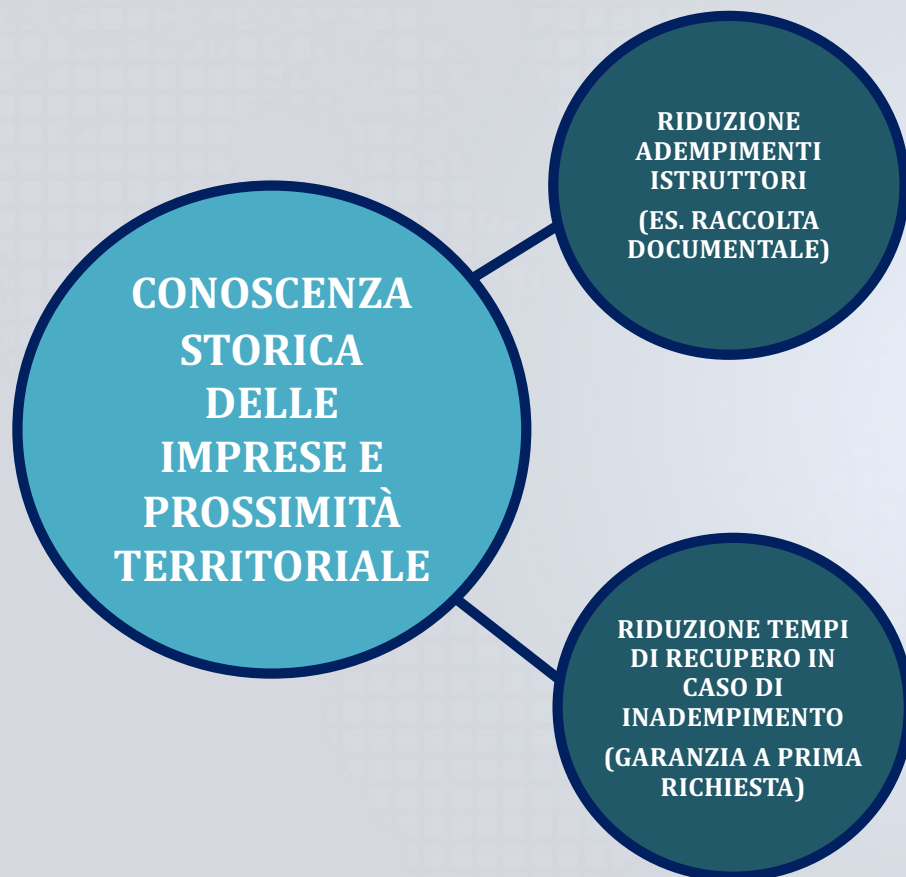 CONOSCENZA
STORICA
DELLE
IMPRESE E
PROSSIMITÀ
TERRITORIALE
RIDUZIONE
ADEMPIMENTI
ISTRUTTORI
(ES. RACCOLTA
DOCUMENTALE)
RIDUZIONE TEMPI
DI RECUPERO IN
CASO DI
INADEMPIMENTO
(GARANZIA A PRIMA
RICHIESTA)